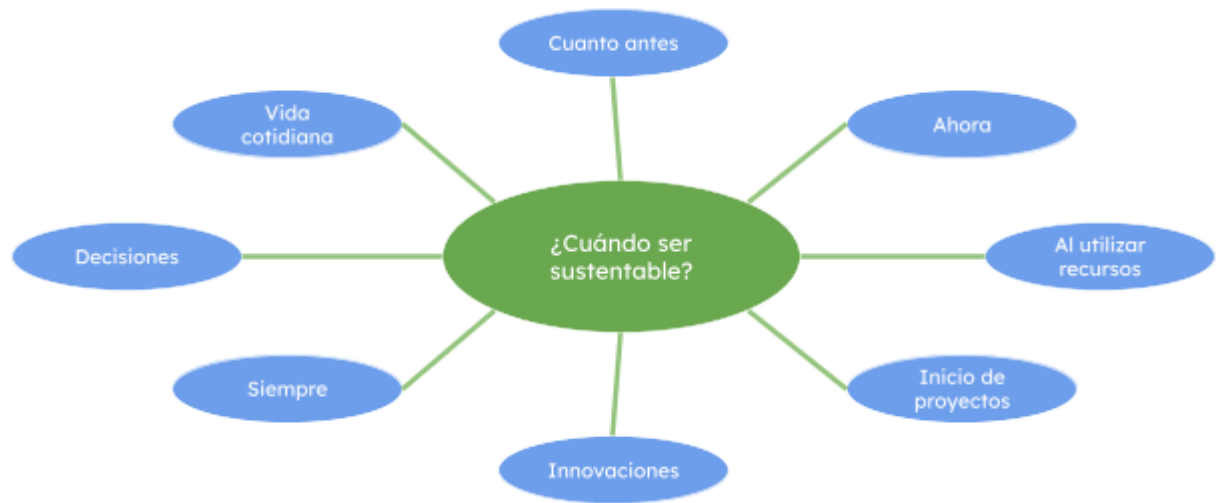 Cuanto antes
Vida
cotidiana
Ahora
¿Cuándo ser
sustentable?
Decisiones
Al utilizar
recursos
Siempre
Inicio de
proyectos
Innovaciones